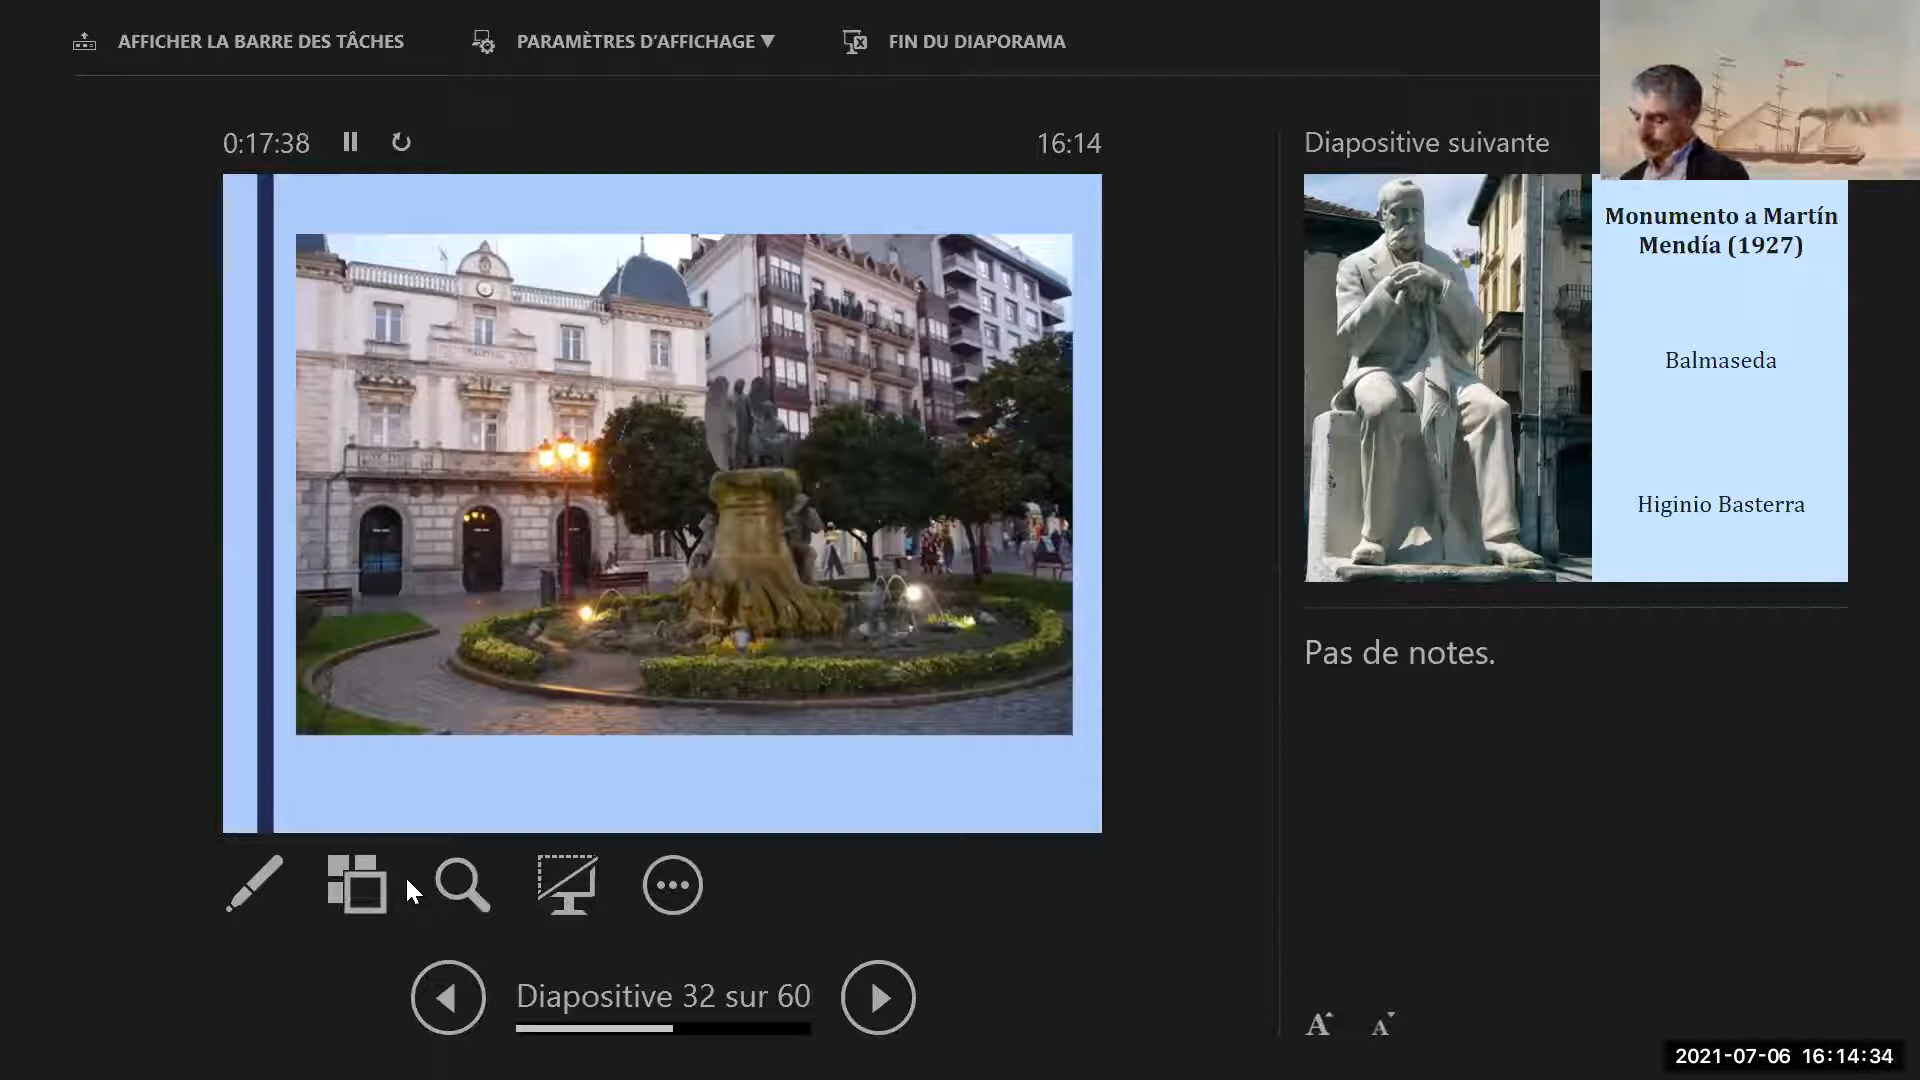 AFFICHER LA BARRE DES TÂCHES
PARAMÈTRES D'AFFICHAGE ▼
FIN DU DIAPORAMA
0:17:38
16:14
Diapositive suivante
Monumento a Martín
Mendía (1927)
Balmaseda
Higinio Basterra
Pas de notes.
Diapositive 32 sur 60
A A
2021-07-06 16:14:34